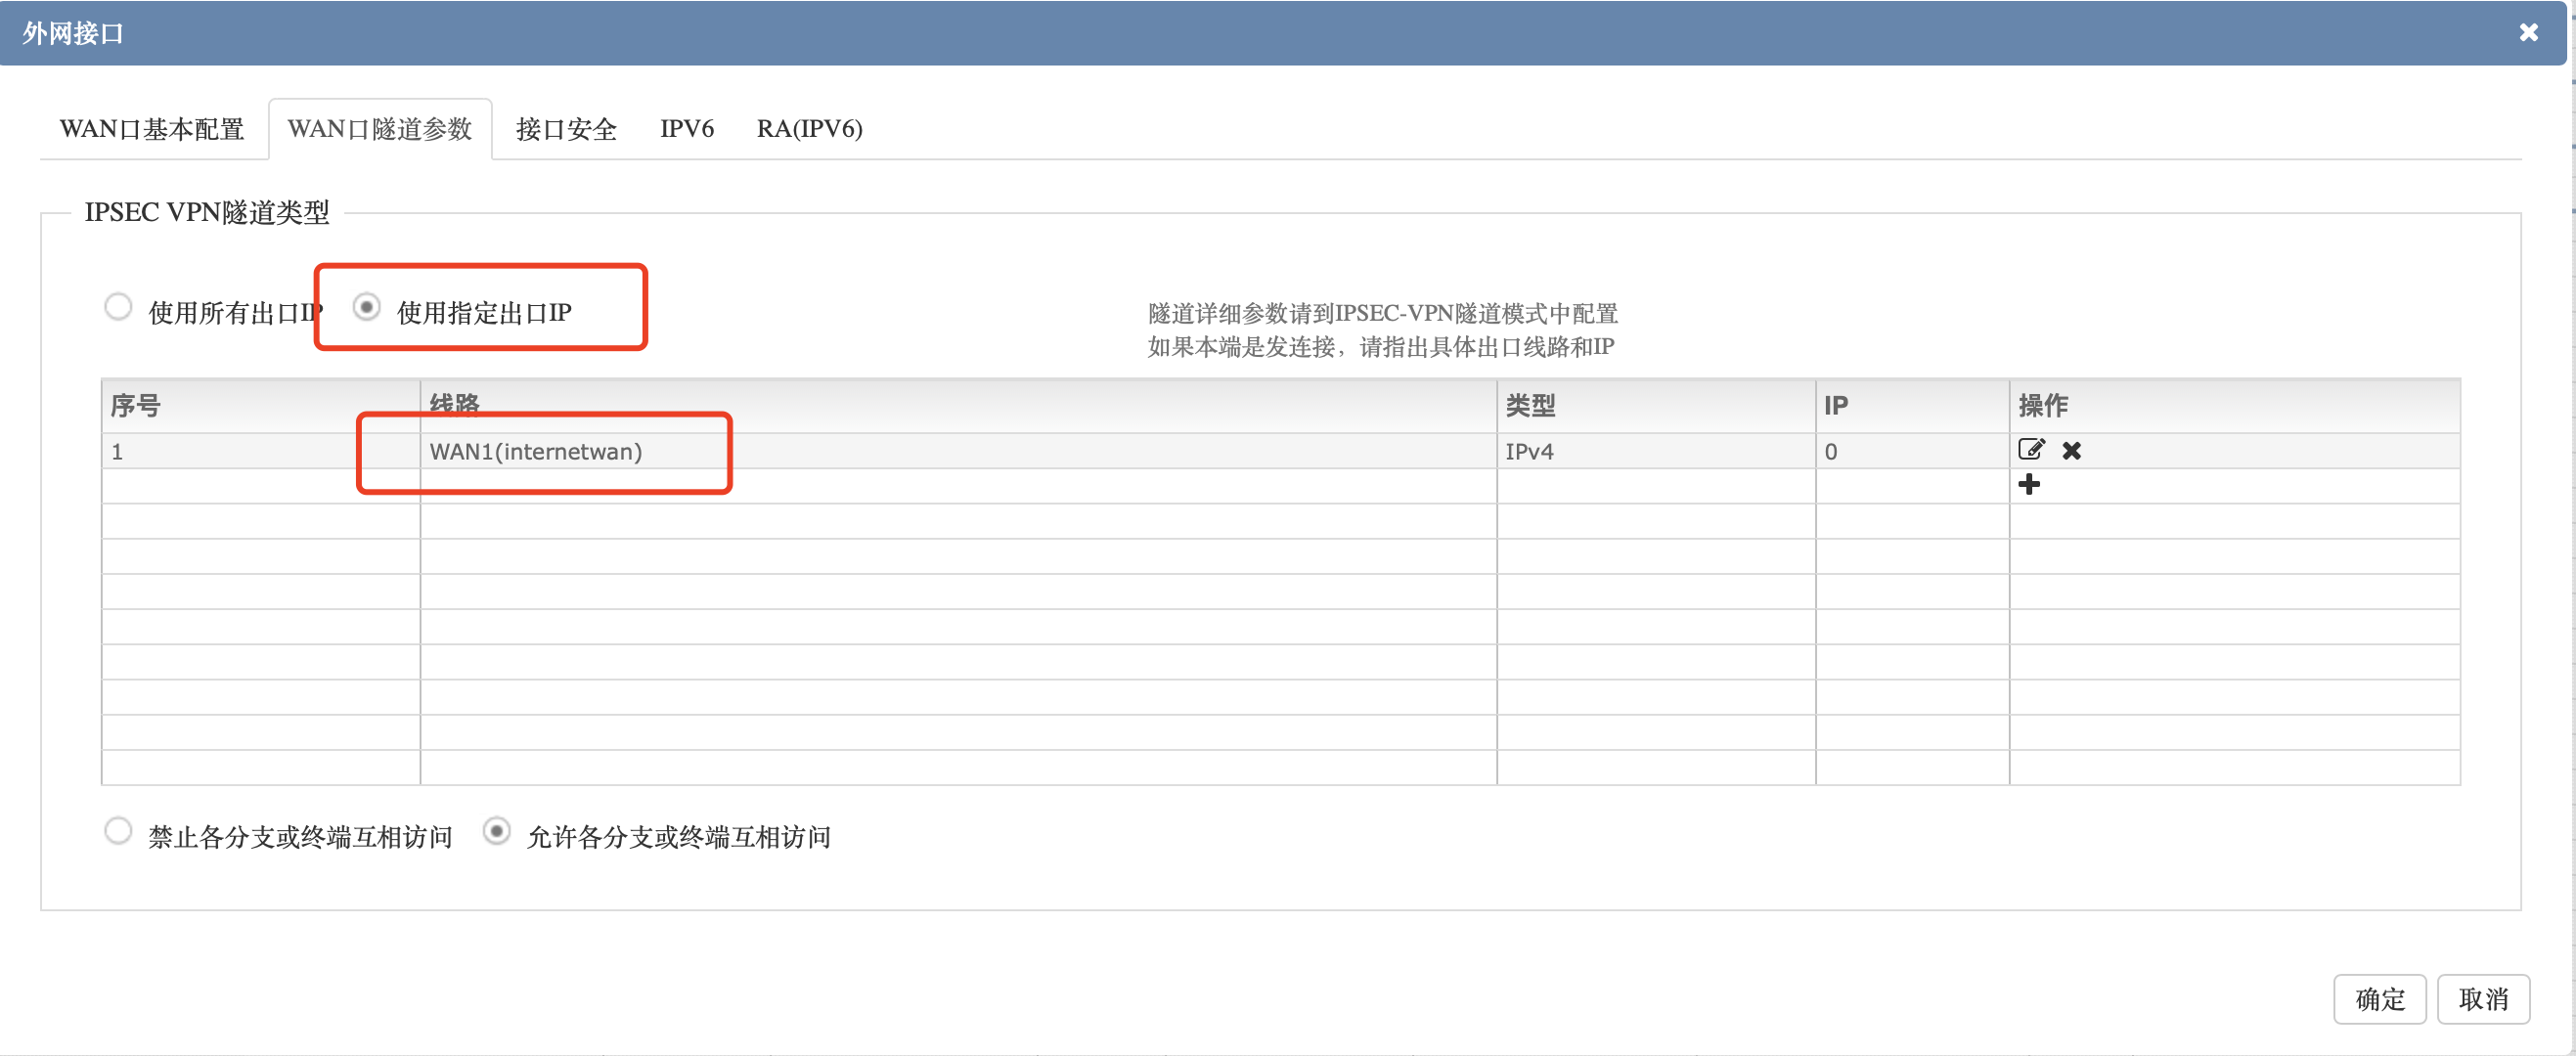 外网接口
WAN口基本配置 WAN口隧道参数 接口安全 IPV6 RA(IPV6)
IPSEC VPN隧道类型
使用所有出口IP 使用指定出口IP
隧道详细参数请到IPSEC-VPN隧道模式中配置
如果本端是发连接，请指出具体出口线路和IP
序号 线路 类型 IP 操作
1 WAN1(internetwan) IPv4 0
禁止各分支或终端互相访问 允许各分支或终端互相访问
确定 取消